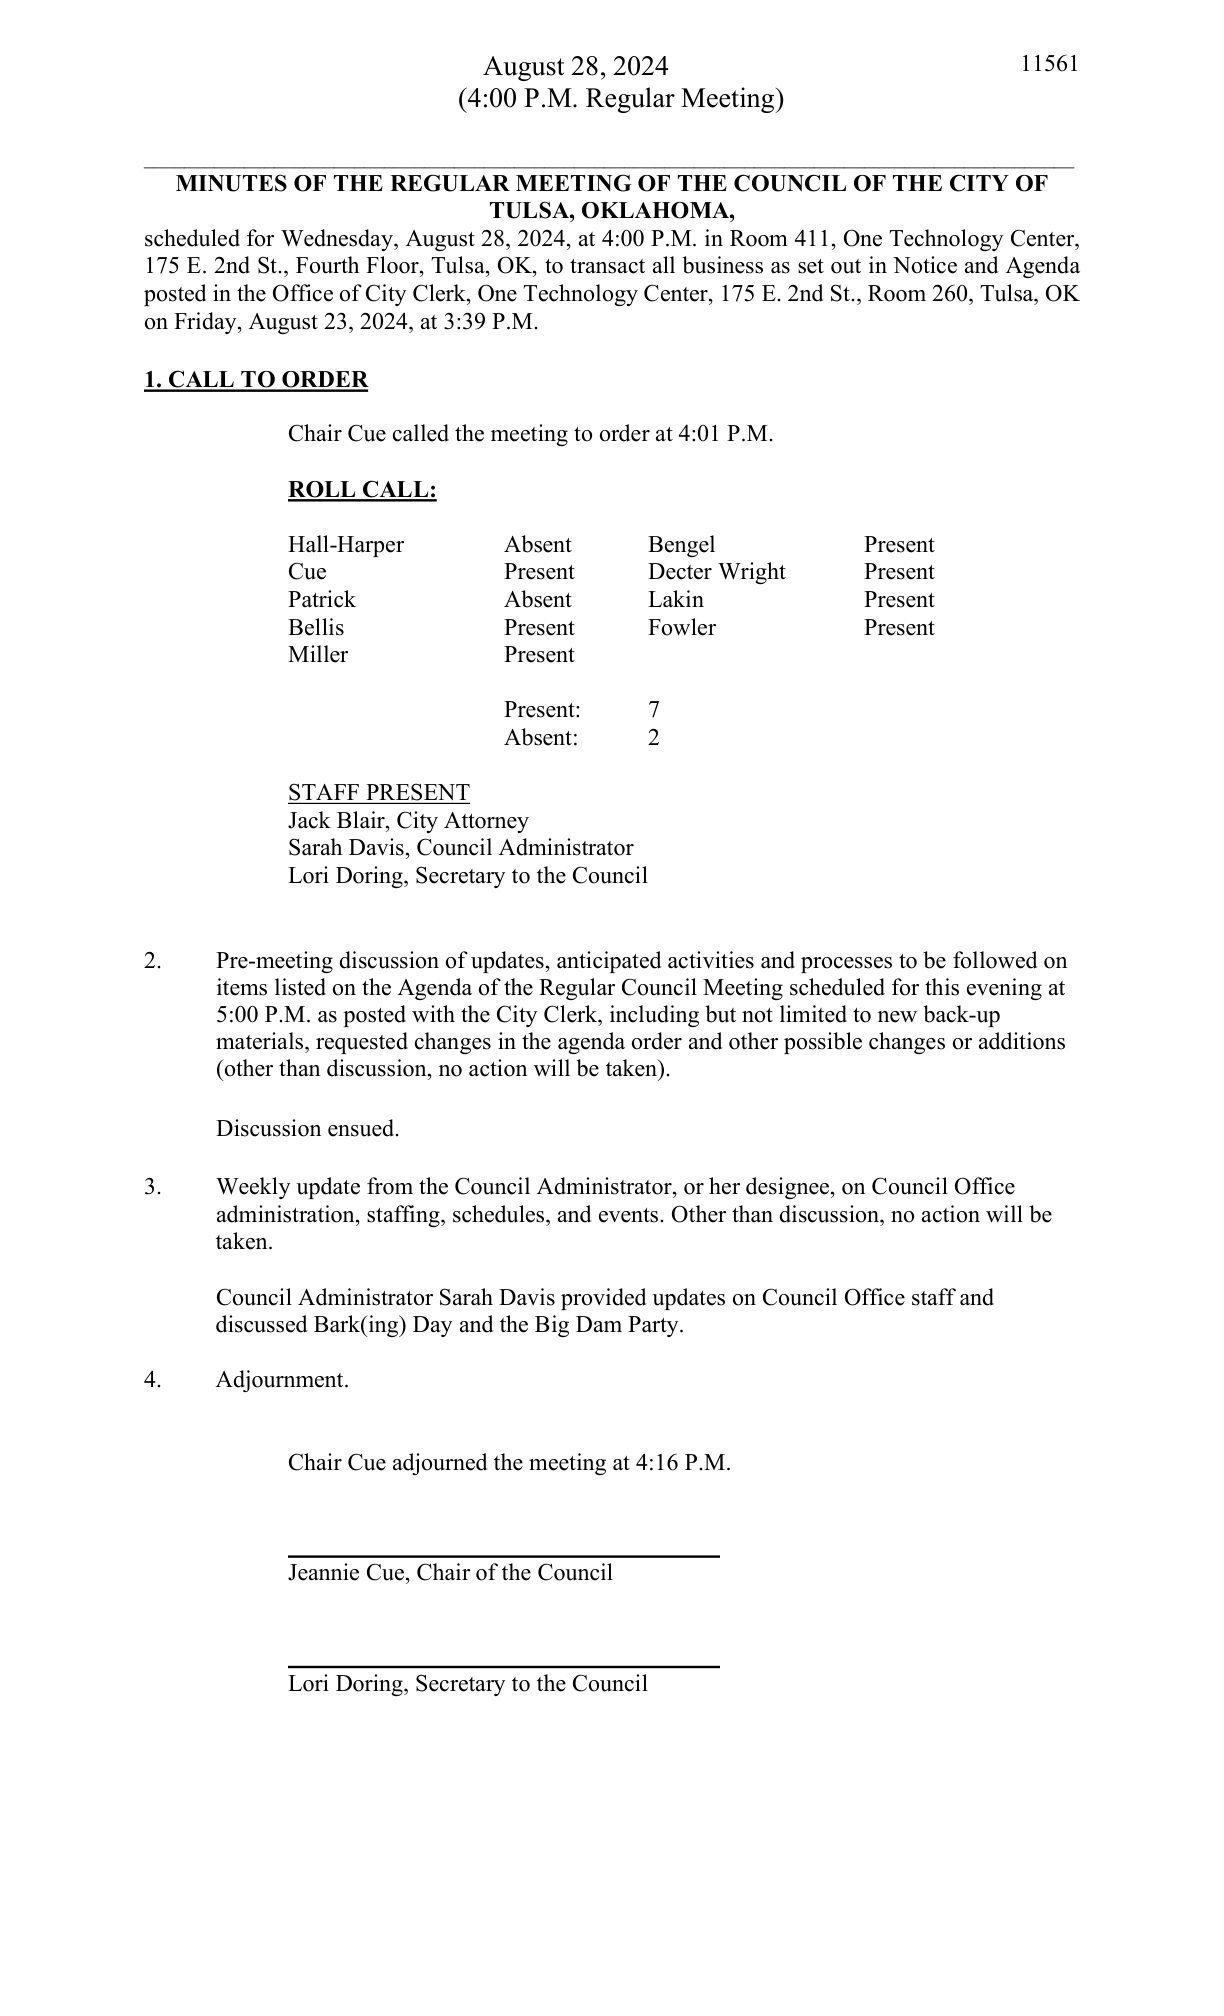 August 28, 2024 11561
(4:00 P.M. Regular Meeting)
MINUTES OF THE REGULAR MEETING OF THE COUNCIL OF THE CITY OF
TULSA, OKLAHOMA,
scheduled for Wednesday, August 28, 2024, at 4:00 P.M. in Room 411, One Technology Center,
175 E. 2nd St., Fourth Floor, Tulsa, OK, to transact all business as set out in Notice and Agenda
posted in the Office of City Clerk, One Technology Center, 175 E. 2nd St., Room 260, Tulsa, OK
on Friday, August 23, 2024, at 3:39 P.M.
1. CALL TO ORDER
Chair Cue called the meeting to order at 4:01 P.M.
ROLL CALL:
Hall-Harper Absent Bengel Present
Cue Present Decter Wright Present
Patrick Absent Lakin Present
Bellis Present Fowler Present
Miller Present
Present: 7
Absent: 2
STAFF PRESENT
Jack Blair, City Attorney
Sarah Davis, Council Administrator
Lori Doring, Secretary to the Council
2. Pre-meeting discussion of updates, anticipated activities and processes to be followed on
items listed on the Agenda of the Regular Council Meeting scheduled for this evening at
5:00 P.M. as posted with the City Clerk, including but not limited to new back-up
materials, requested changes in the agenda order and other possible changes or additions
(other than discussion, no action will be taken).
Discussion ensued.
3. Weekly update from the Council Administrator, or her designee, on Council Office
administration, staffing, schedules, and events. Other than discussion, no action will be
taken.
Council Administrator Sarah Davis provided updates on Council Office staff and
discussed Bark(ing) Day and the Big Dam Party.
4. Adjournment.
Chair Cue adjourned the meeting at 4:16 P.M.
Jeannie Cue, Chair of the Council
Lori Doring, Secretary to the Council